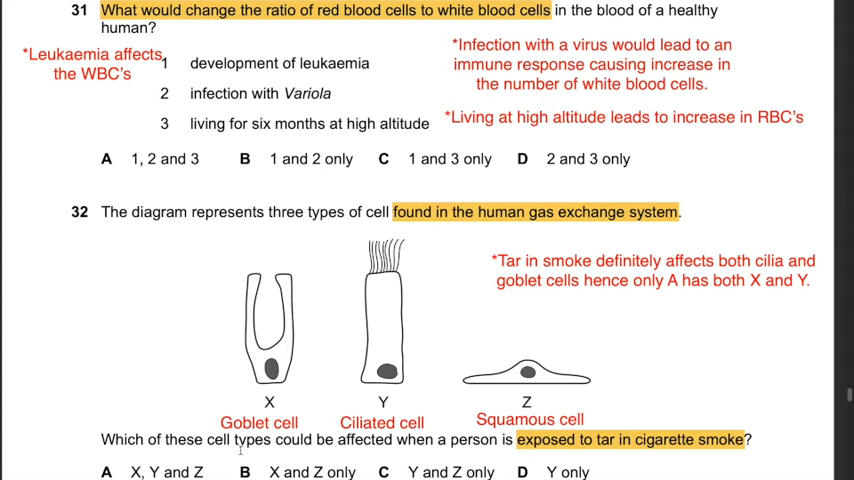 31 What would change the ratio of red blood cells to white blood cells in the blood of a healthy
human?
*Leukaemia affects
the WBC's
*Infection with a virus would lead to an
immune response causing increase in
the number of white blood cells.
1 development of leukaemia
2 infection with Variola
3 living for six months at high altitude
*Living at high altitude leads to increase in RBC's
A 1, 2 and 3 B 1 and 2 only C 1 and 3 only D 2 and 3 only
32 The diagram represents three types of cell found in the human gas exchange system.
*Tar in smoke definitely affects both cilia and
goblet cells hence only A has both X and Y.
X Y Z
Goblet cell Ciliated cell Squamous cell
Which of these cell types could be affected when a person is exposed to tar in cigarette smoke?
A X, Y and Z B X and Z only C Y and Z only D Y only